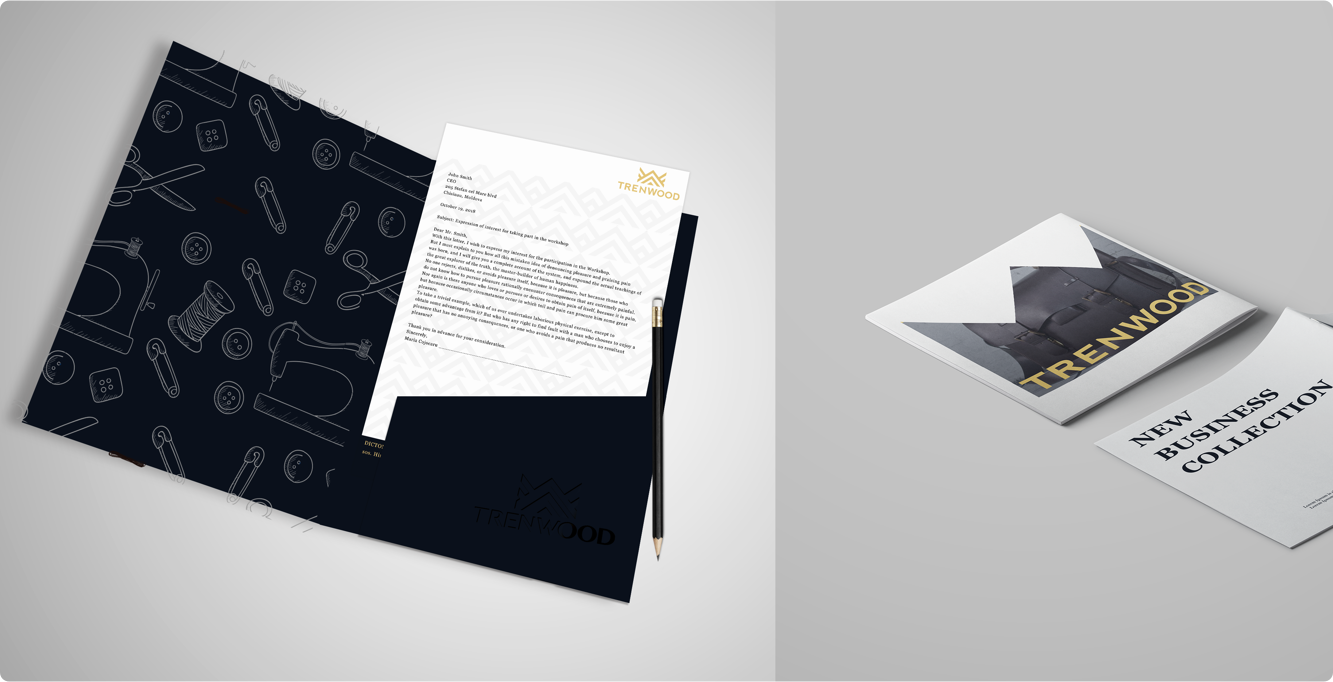 TRENWOOD
John Smith
CEO
203 Stefan cel Mare blvd
Chisinau, Moldova
October 19, 2018
Subject: Expression of interest for taking part in the workshop
Dear Mr. Smith,
With this letter, I wish to express my interest for the participation in the Workshop.
But I must explain to you how all this mistaken idea of denouncing pleasure and praising pain
was born, and I will give you a complete account of the system, and expound the actual teachings of
the great explorer of the truth, the master-builder of human happiness.
No one rejects, dislikes, or avoids pleasure itself, because it is pleasure, but because those who
do not know how to pursue pleasure rationally encounter consequences that are extremely painful.
Nor again is there anyone who loves or pursues or desires to obtain pain of itself, because it is pain,
but because occasionally circumstances occur in which toil and pain can procure him some great
pleasure.
To take a trivial example, which of us ever undertakes laborious physical exercise, except to
obtain some advantage from it? But who has any right to find fault with a man who chooses to enjoy a
pleasure that has no annoying consequences, or one who avoids a pain that produces no resultant
pleasure?
Thank you in advance for your consideration.
Sincerely,
Maria
TRENWOOD
TRENWOOD
NEW
BUSINESS
COLLECTION